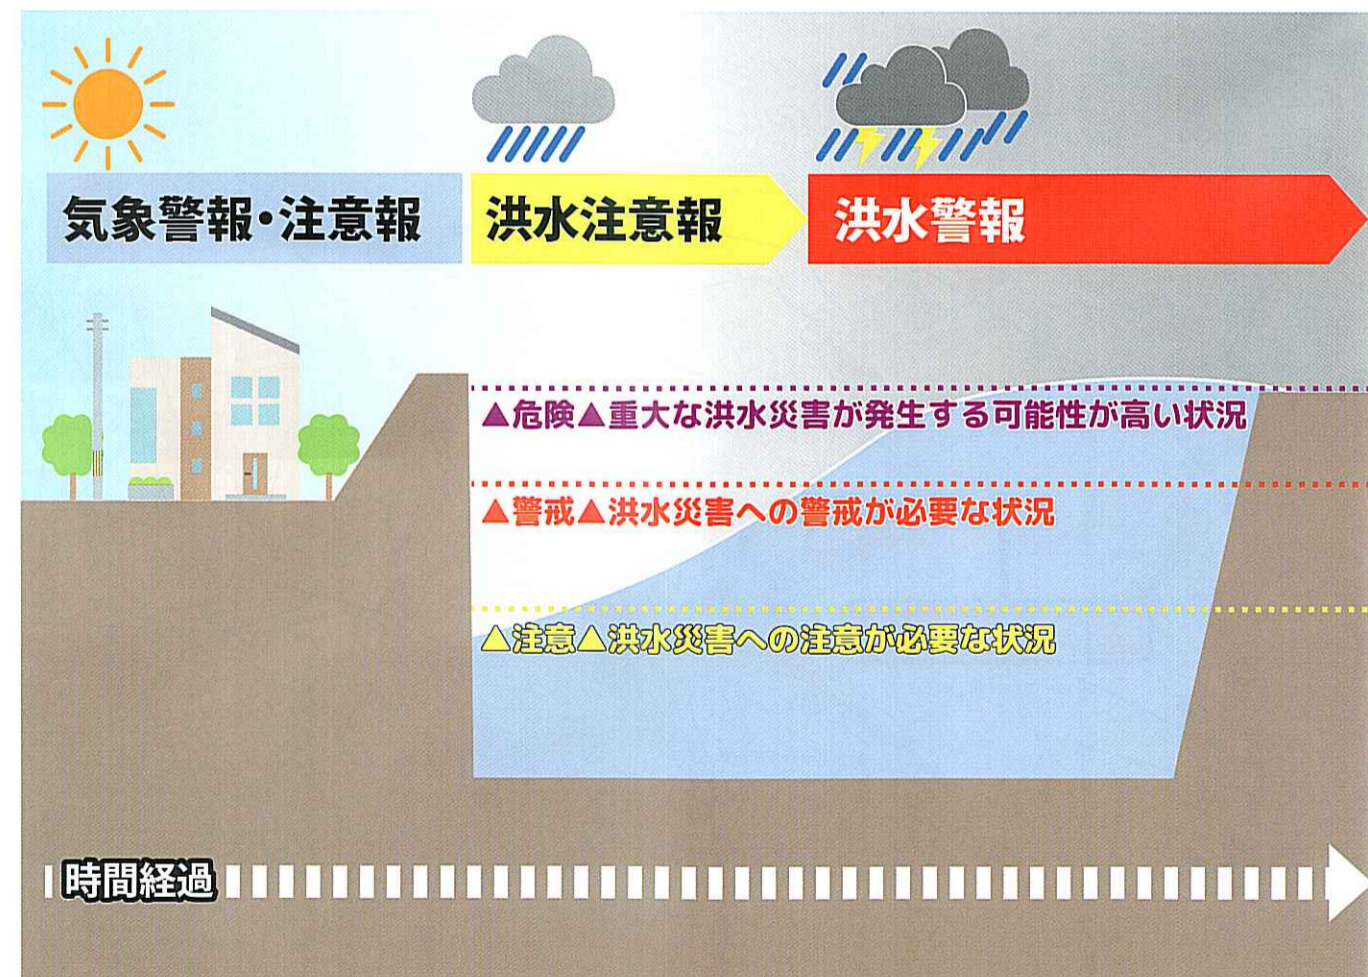 気象警報・注意報
洪水注意報
洪水警報
▲危険▲重大な洪水災害が発生する可能性が高い状況
▲警戒▲洪水災害への警戒が必要な状況
▲注意▲洪水災害への注意が必要な状況
時間経過